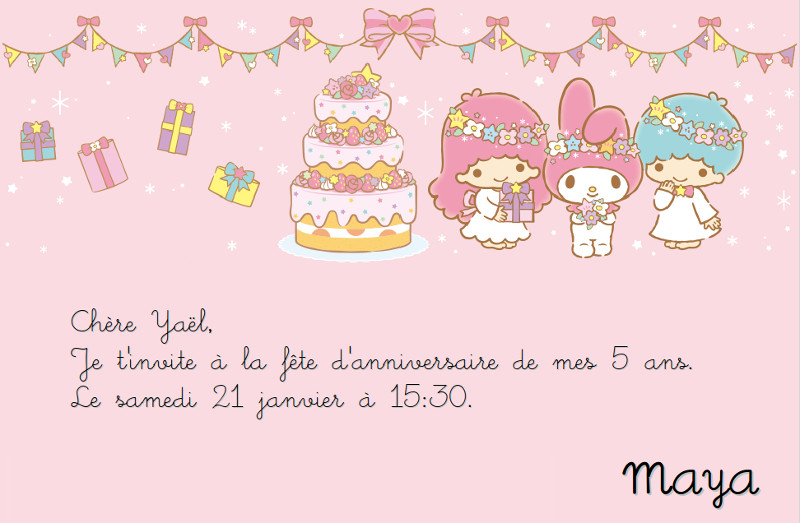 Chère Yaël,
Je t'invite à la fête d'anniversaire de mes 5 ans.
Le samedi 21 janvier à 15:30.
Maya